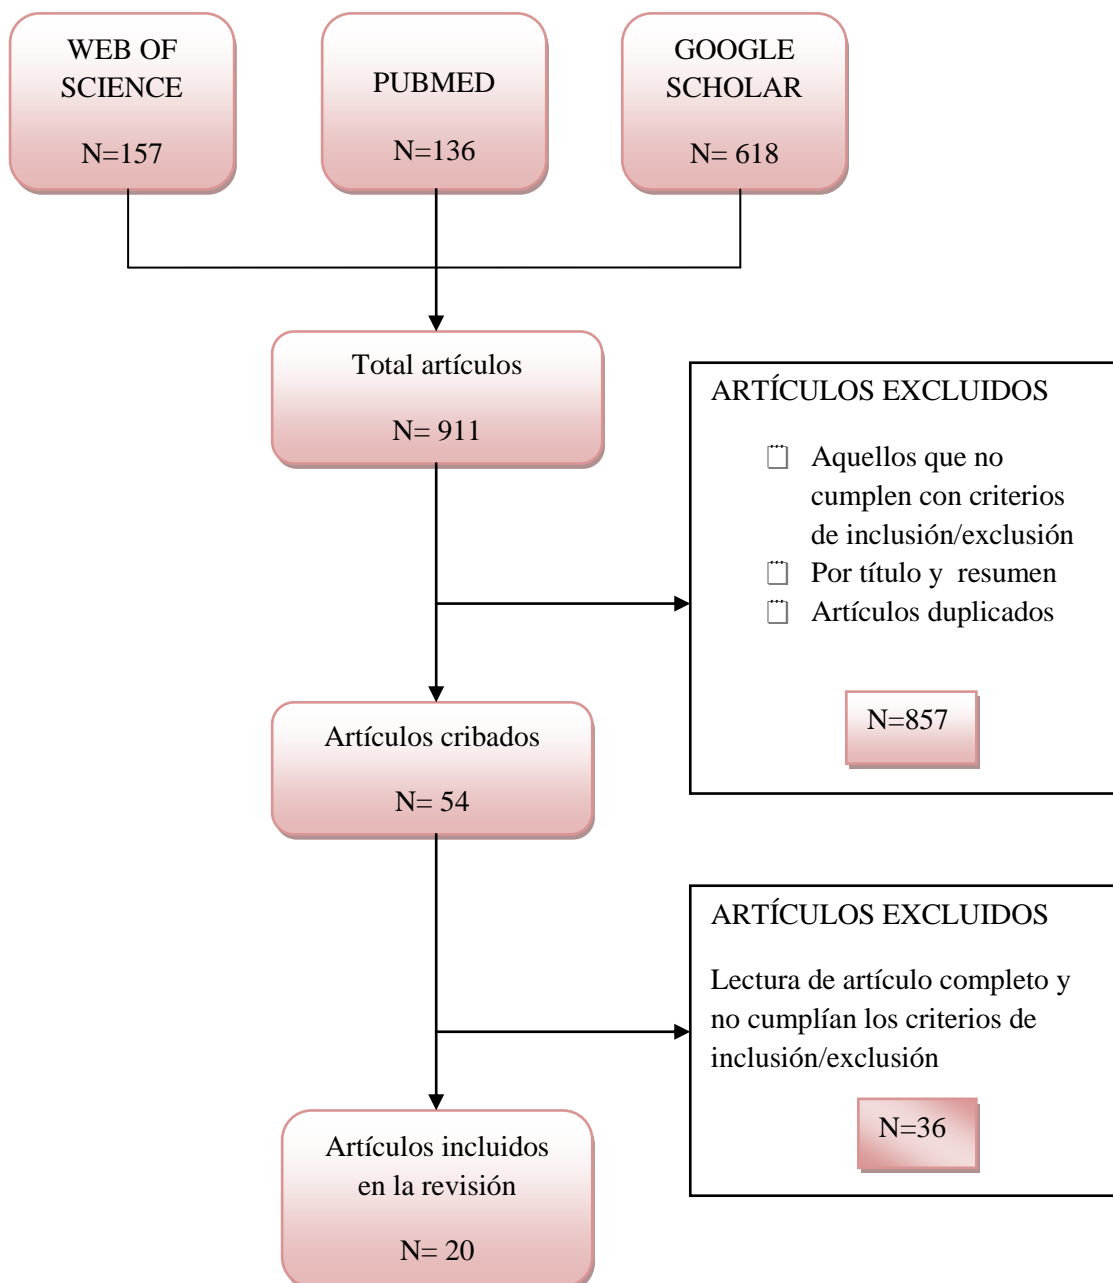 WEB OF
SCIENCE
N=157
PUBMED
N=136
GOOGLE
SCHOLAR
N= 618
Total artículos
N= 911
ARTÍCULOS EXCLUIDOS
Aquellos que no
cumplen con criterios
de inclusión/exclusión
Por título y resumen
Artículos duplicados
N=857
Artículos cribados
N= 54
ARTÍCULOS EXCLUIDOS
Lectura de artículo completo y
no cumplían los criterios de
inclusión/exclusión
N=36
Artículos incluidos
en la revisión
N= 20